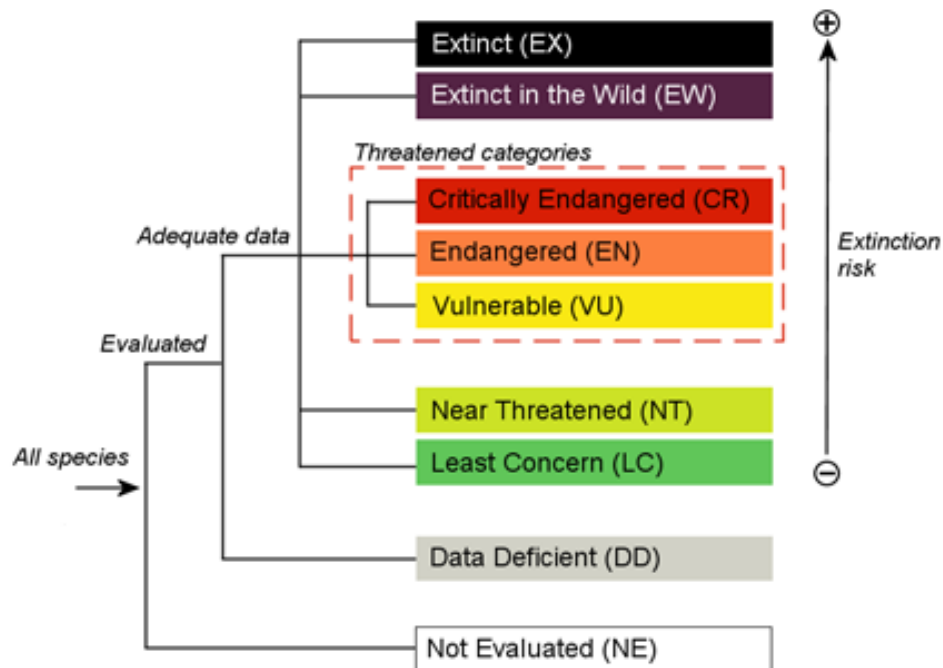 Extinct (EX)
Extinct in the Wild (EW)
Threatened categories
Critically Endangered (CR)
Adequate data
Endangered (EN)
Extinction
risk
Vulnerable (VU)
Evaluated
Near Threatened (NT)
All species
Least Concern (LC)
Data Deficient (DD)
Not Evaluated (NE)